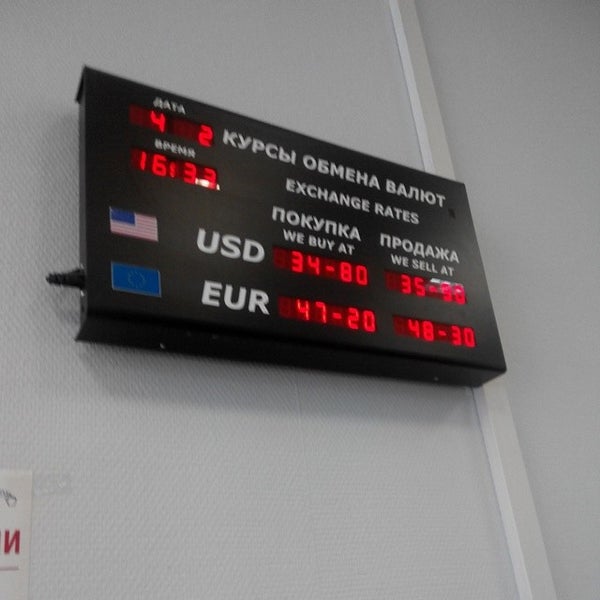 ДАТА
4 2
КУРСЫ ОБМЕНА ВАЛЮТ
ВРЕМЯ
16:33
EXCHANGE RATES
ПОКУПКА ПРОДАЖА
WE BUY AT WE SELL AT
USD 34-80
EUR 47-20 48-30
ИИ